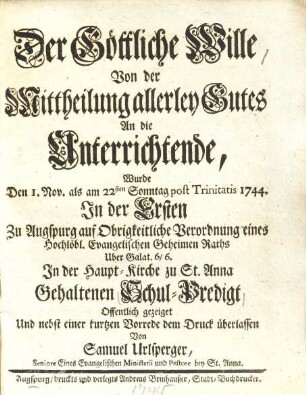 Der Göttliche Wille,
Von der
Mittheilung allerley Gutes
An die
Unterrichtende,
Wurde
Den 1. Nov. als am 22sten Sonntag post Trinitatis 1744.
In der Ersten
Zu Augspurg auf Obrigkeitliche Verordnung eines
Hochlöbl. Evangelischen Geheimen Raths
Uber Galat. 6/6.
In der Haupt-Kirche zu St. Anna
Gehaltenen Schul-Predigt,
Offentlich gezeiget
Und nebst einer kurtzen Vorrede dem Druck überlassen
Von
Samuel Urlsperger,
Seniore Eines Evangelischen Ministerii und Pastore bey St. Anna.
Augspurg/ druckts und verlegts Andreas Brinhausser, Stadt-Buchdrucker.